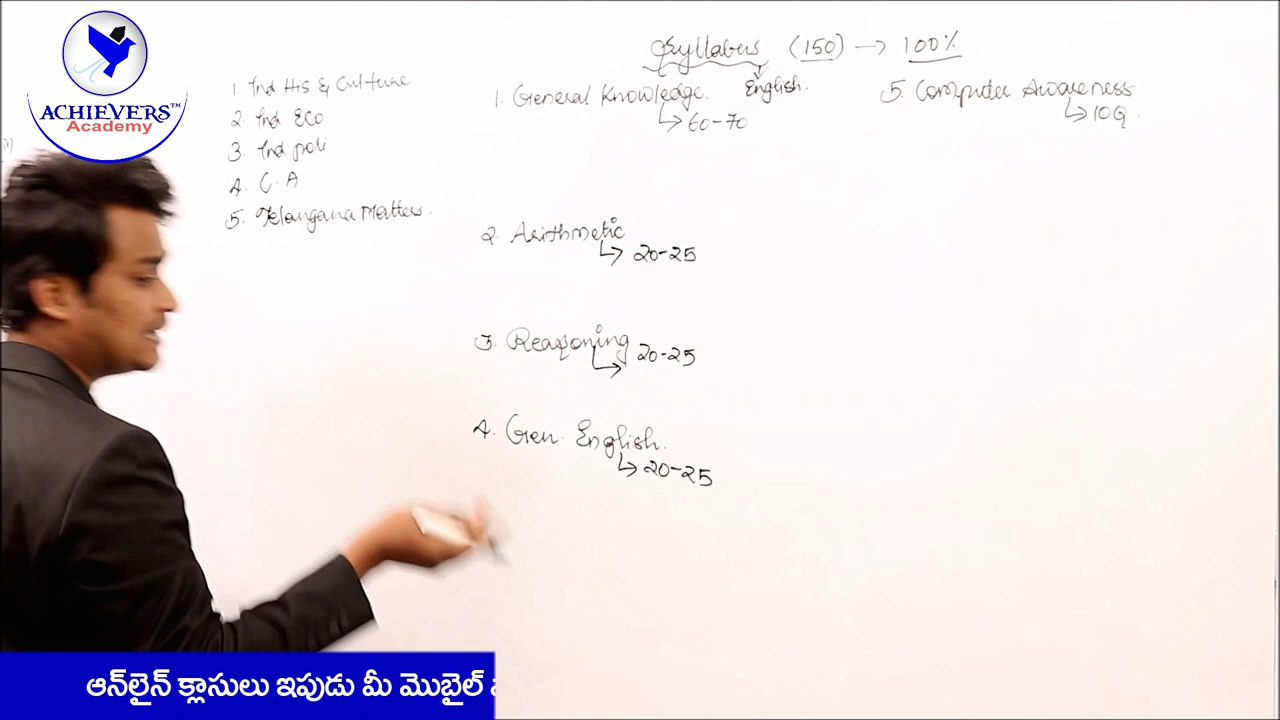 ACHIEVERS™
Academy
1. Ind His & Culture
2. Ind Eco
3. Ind poli
4. C.A
5. Telangana Matters.
Syllabus (150) → 100%
English.
1. General Knowledge.
↳ 60-70
2. Arithmetic
↳ 20-25
3. Reasoning
↳ 20-25
4. Gen. English.
↳ 20-25
5. Computer Awareness
↳ 10Q.
ఆన్‌లైన్ క్లాసులు ఇపుడు మీ మొబైల్